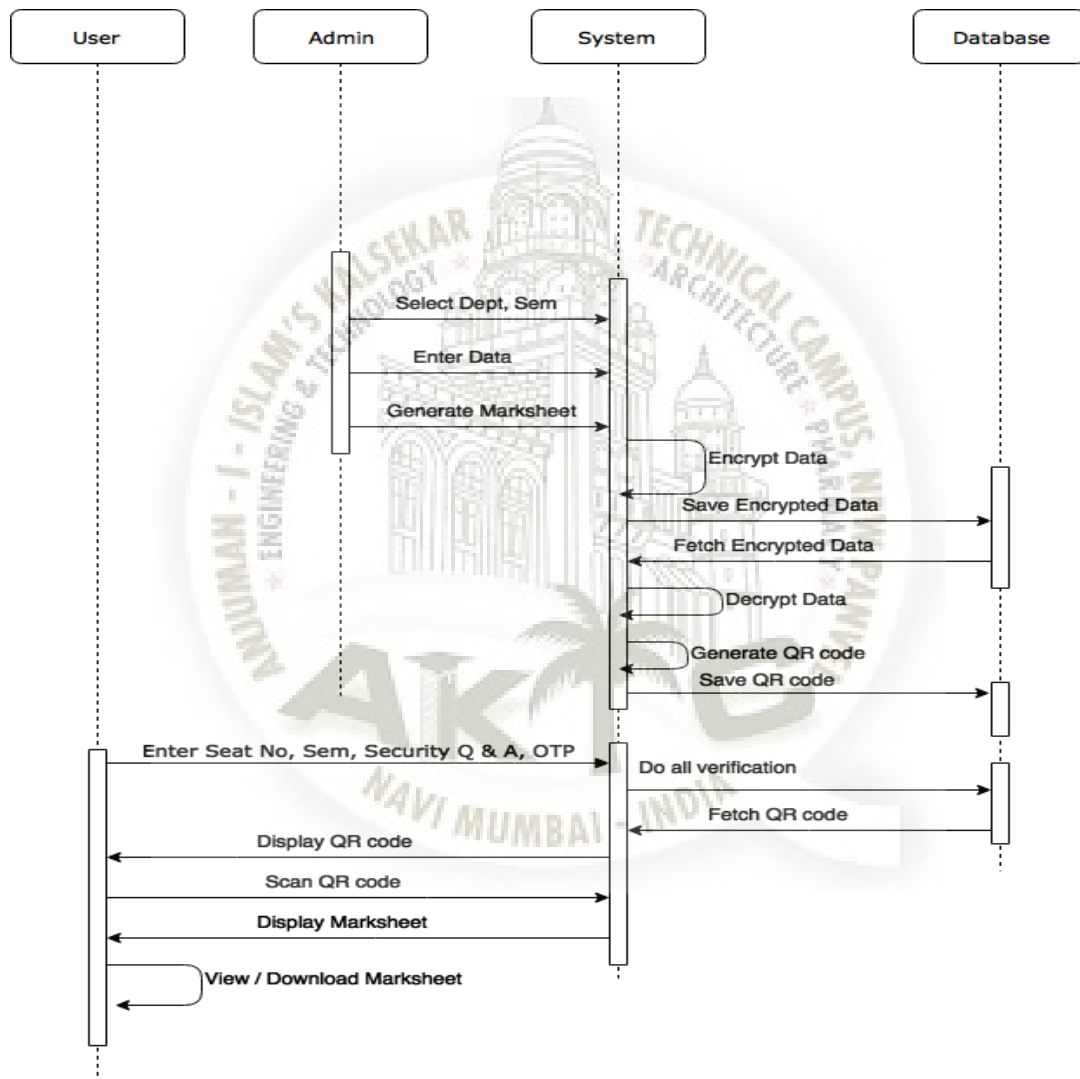 User
Admin
System
Database
Select Dept, Sem
Enter Data
Generate Marksheet
Encrypt Data
Save Encrypted Data
Fetch Encrypted Data
Decrypt Data
Generate QR code
Save QR code
Enter Seat No, Sem, Security Q & A, OTP
Do all verification
Fetch QR code
Display QR code
Scan QR code
Display Marksheet
View / Download Marksheet
ANJUMAN - I - ISLAM'S KALSEKAR
TECHNICAL CAMPUS,
ENGINEERING & TECHNOLOGY
ARCHITECTURE
AKTC
NAVI MUMBAI - INDIA